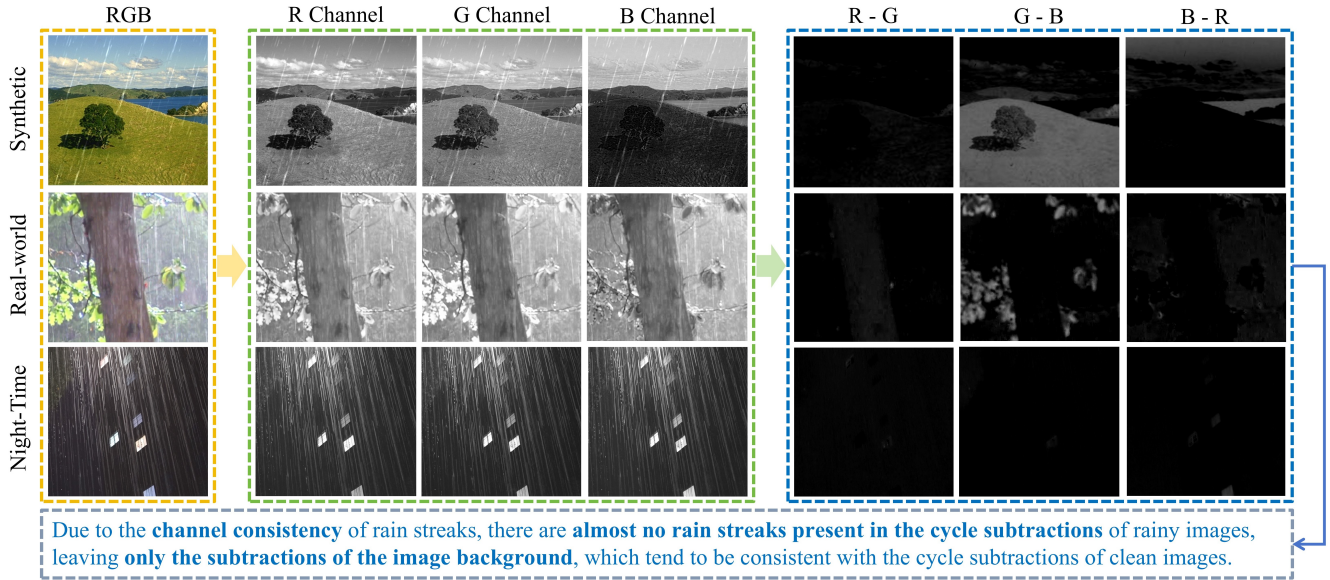 RGB
R Channel
G Channel
B Channel
R - G
G - B
B - R
Synthetic
Real-world
Night-Time
Due to the channel consistency of rain streaks, there are almost no rain streaks present in the cycle subtractions of rainy images,
leaving only the subtractions of the image background, which tend to be consistent with the cycle subtractions of clean images.